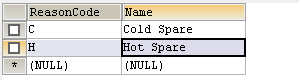 ReasonCode Name
C Cold Spare
H Hot Spare
* (NULL) (NULL)